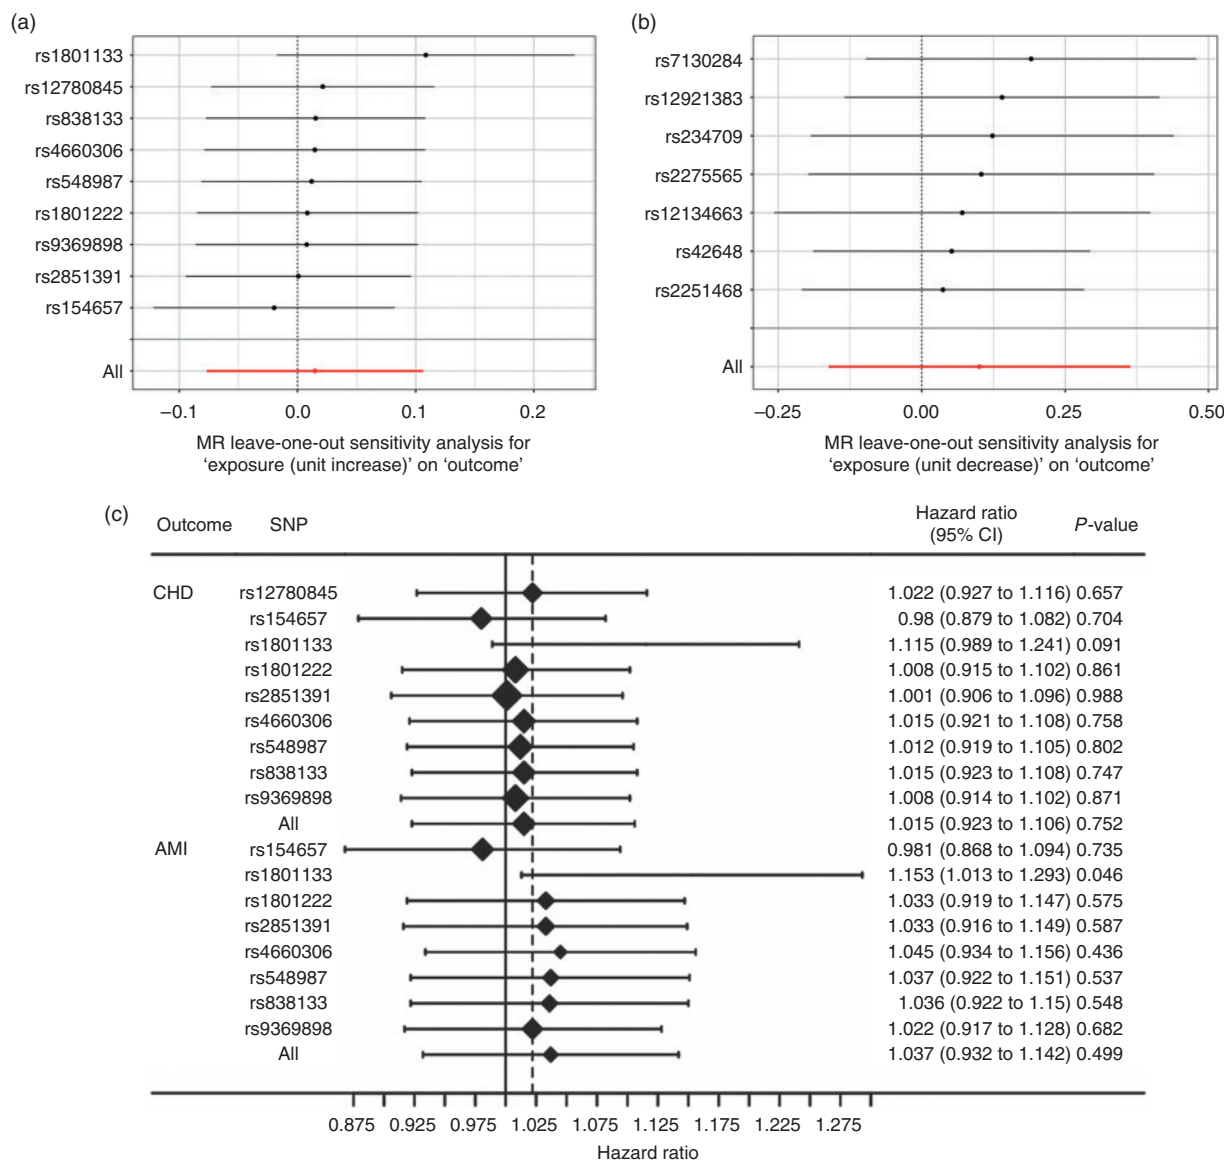 (a)
rs1801133
rs12780845
rs838133
rs4660306
rs548987
rs1801222
rs9369898
rs2851391
rs154657
All
−0.1 0.0 0.1 0.2
MR leave-one-out sensitivity analysis for
‘exposure (unit increase)’ on ‘outcome’
(b)
rs7130284
rs12921383
rs234709
rs2275565
rs12134663
rs42648
rs2251468
All
−0.25 0.00 0.25 0.50
MR leave-one-out sensitivity analysis for
‘exposure (unit decrease)’ on ‘outcome’
(c)
Outcome SNP Hazard ratio (95% CI) P-value
CHD rs12780845 1.022 (0.927 to 1.116) 0.657
rs154657 0.98 (0.879 to 1.082) 0.704
rs1801133 1.115 (0.989 to 1.241) 0.091
rs1801222 1.008 (0.915 to 1.102) 0.861
rs2851391 1.001 (0.906 to 1.096) 0.988
rs4660306 1.015 (0.921 to 1.108) 0.758
rs548987 1.012 (0.919 to 1.105) 0.802
rs838133 1.015 (0.923 to 1.108) 0.747
rs9369898 1.008 (0.914 to 1.102) 0.871
All 1.015 (0.923 to 1.106) 0.752
AMI rs154657 0.981 (0.868 to 1.094) 0.735
rs1801133 1.153 (1.013 to 1.293) 0.046
rs1801222 1.033 (0.919 to 1.147) 0.575
rs2851391 1.033 (0.916 to 1.149) 0.587
rs4660306 1.045 (0.934 to 1.156) 0.436
rs548987 1.037 (0.922 to 1.151) 0.537
rs838133 1.036 (0.922 to 1.15) 0.548
rs9369898 1.022 (0.917 to 1.128) 0.682
All 1.037 (0.932 to 1.142) 0.499
0.875 0.925 0.975 1.025 1.075 1.125 1.175 1.225 1.275
Hazard ratio